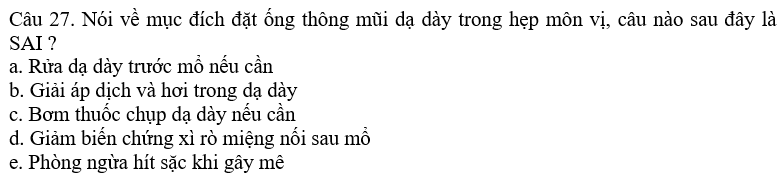 Câu 27. Nói về mục đích đặt ống thông mũi dạ dày trong hẹp môn vị, câu nào sau đây là
SAI ?
a. Rửa dạ dày trước mổ nếu cần
b. Giải áp dịch và hơi trong dạ dày
c. Bơm thuốc chụp dạ dày nếu cần
d. Giảm biến chứng xì rò miệng nối sau mổ
e. Phòng ngừa hít sặc khi gây mê